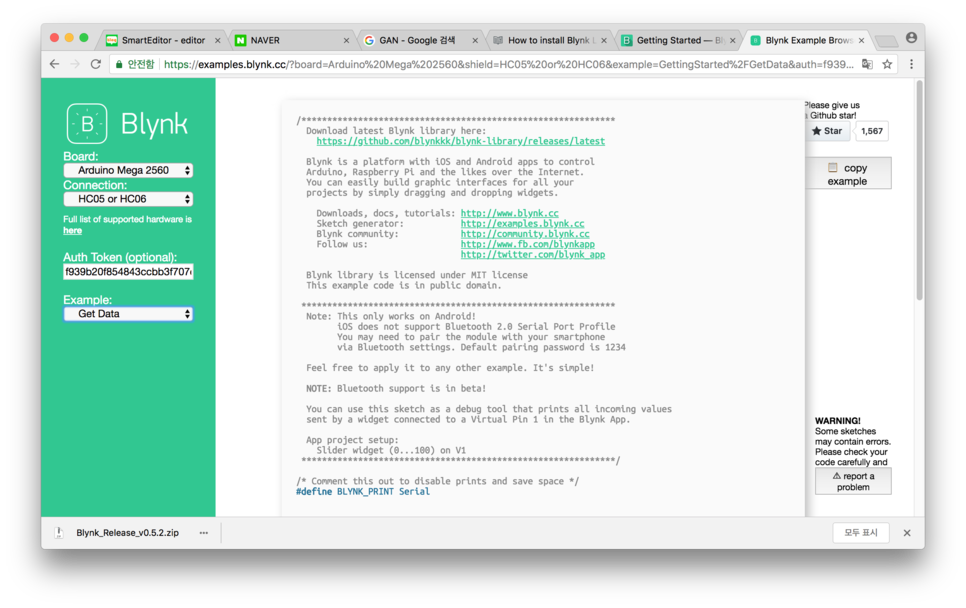 SmartEditor - editor
NAVER
GAN - Google 검색
How to install Blynk L
Getting Started — Bl
Blynk Example Brows
안전함
https://examples.blynk.cc/?board=Arduino%20Mega%202560&shield=HC05%20or%20HC06&example=GettingStarted%2FGetData&auth=f939...
B Blynk
Board:
Arduino Mega 2560
Connection:
HC05 or HC06
Full list of supported hardware is
here
Auth Token (optional):
f939b20f854843ccbb3f707
Example:
Get Data
/*************************************************************
Download latest Blynk library here:
https://github.com/blynkkk/blynk-library/releases/latest
Blynk is a platform with iOS and Android apps to control
Arduino, Raspberry Pi and the likes over the Internet.
You can easily build graphic interfaces for all your
projects by simply dragging and dropping widgets.
Downloads, docs, tutorials: http://www.blynk.cc
Sketch generator: http://examples.blynk.cc
Blynk community: http://community.blynk.cc
Follow us: http://www.fb.com/blynkapp
http://twitter.com/blynk_app
Blynk library is licensed under MIT license
This example code is in public domain.
*************************************************************
Note: This only works on Android!
iOS does not support Bluetooth 2.0 Serial Port Profile
You may need to pair the module with your smartphone
via Bluetooth settings. Default pairing password is 1234
Feel free to apply it to any other example. It's simple!
NOTE: Bluetooth support is in beta!
You can use this sketch as a debug tool that prints all incoming values
sent by a widget connected to a Virtual Pin 1 in the Blynk App.
App project setup:
Slider widget (0...100) on V1
*************************************************************/
/* Comment this out to disable prints and save space */
#define BLYNK_PRINT Serial
Please give us
a Github star!
Star 1,567
copy
example
WARNING!
Some sketches
may contain errors.
Please check your
code carefully and
report a
problem
Blynk_Release_v0.5.2.zip
모두 표시